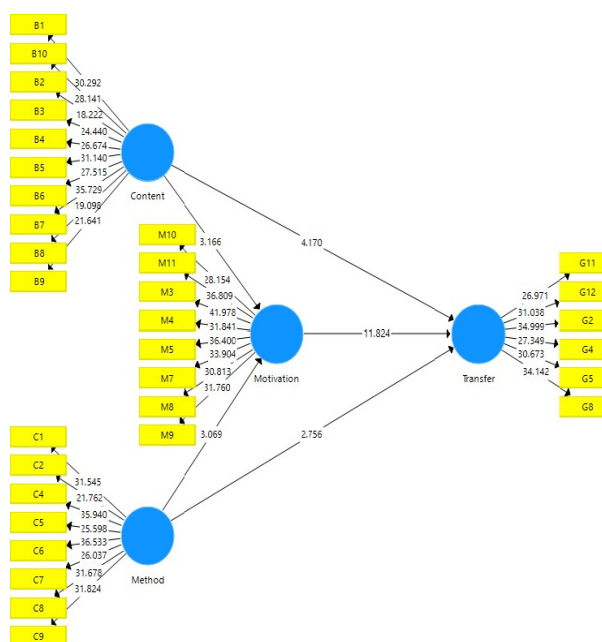 B1
B10
B2
B3
B4
B5
B6
B7
B8
B9
30.292
28.141
18.222
24.440
26.674
31.140
27.515
35.729
19.098
21.641
Content
3.166
4.170
M10
M11
M3
M4
M5
M7
M8
M9
28.154
36.809
41.978
31.841
36.400
33.904
30.813
31.760
Motivation
11.824
Transfer
26.971
31.038
34.999
27.349
30.673
34.142
G11
G12
G2
G4
G5
G8
3.069
2.756
C1
C2
C4
C5
C6
C7
C8
C9
31.545
21.762
35.940
25.598
36.533
26.037
31.678
31.824
Method